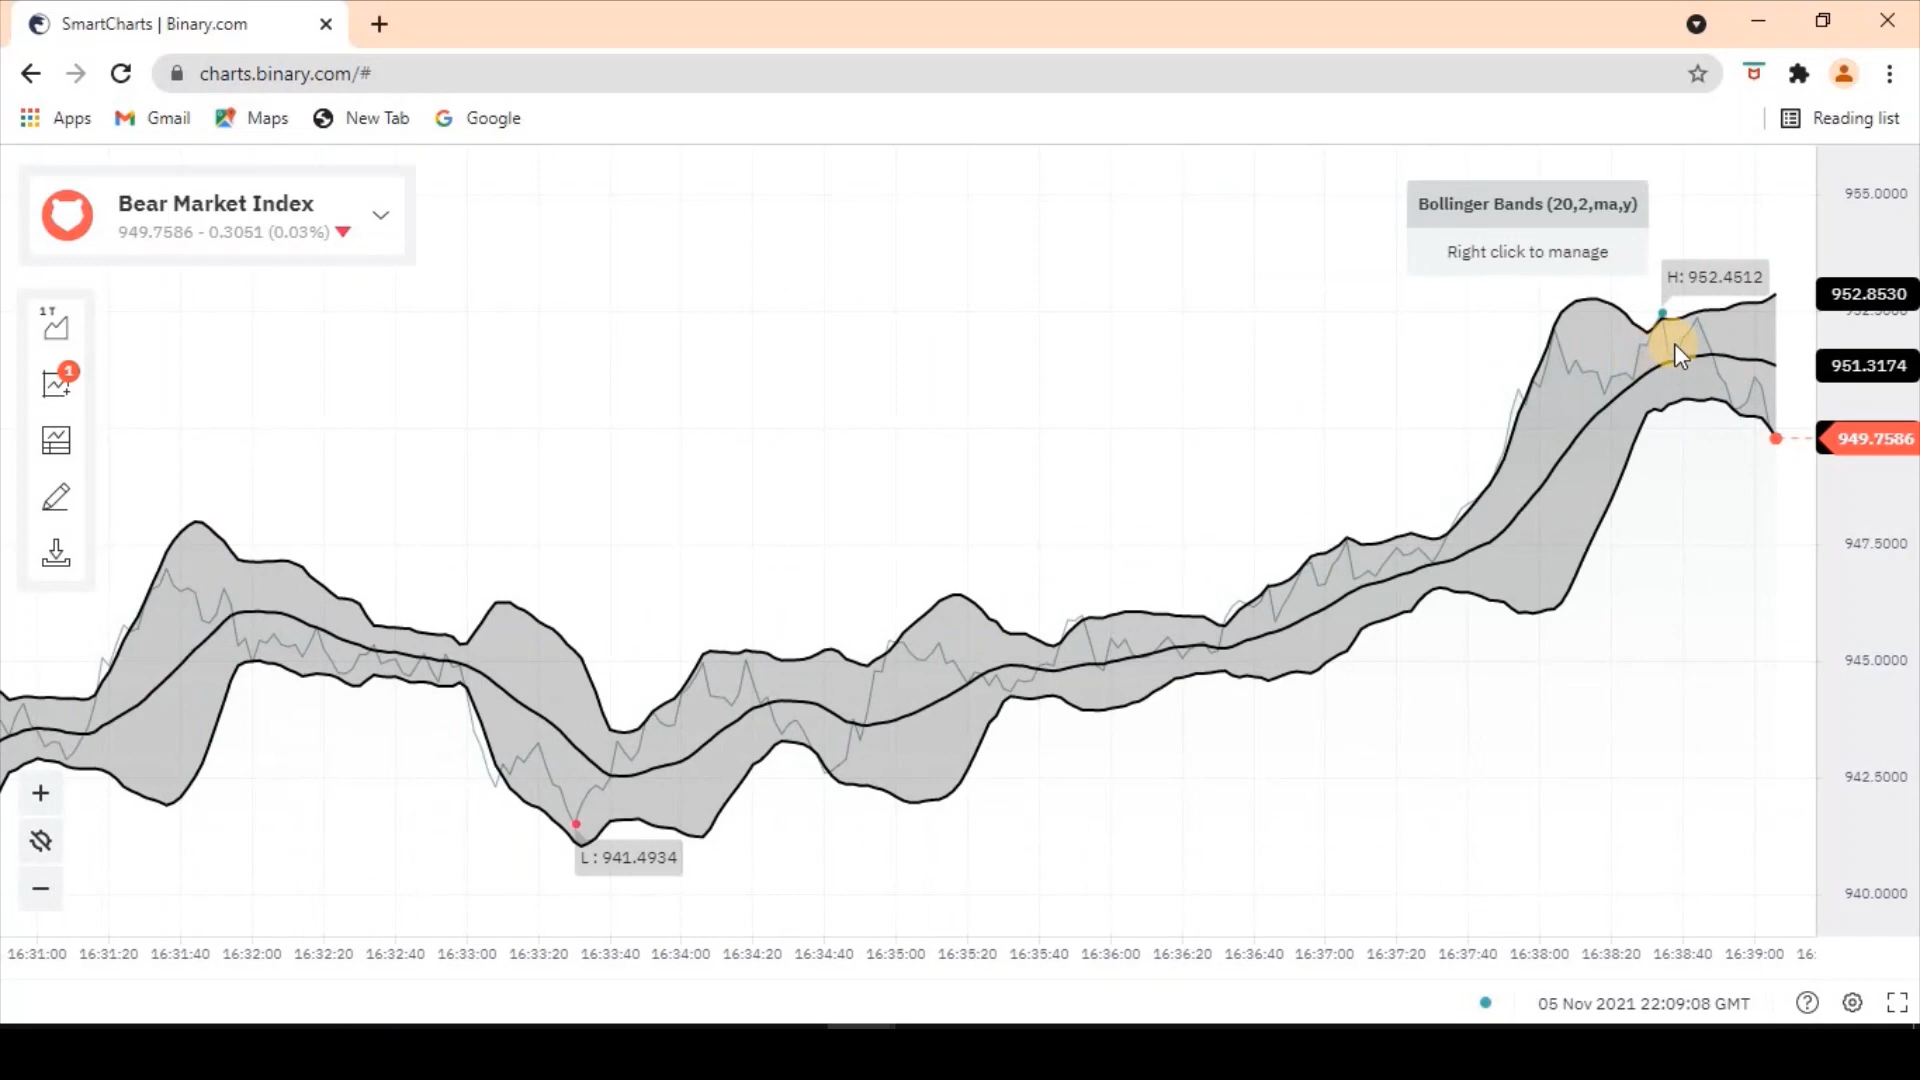 SmartCharts | Binary.com
charts.binary.com/#
Apps Gmail Maps New Tab Google Reading list
Bear Market Index
949.7586 - 0.3051 (0.03%)
1T
1
Bollinger Bands (20,2,ma,y)
Right click to manage
H: 952.4512
L: 941.4934
955.0000
952.8530
951.3174
949.7586
947.5000
945.0000
942.5000
940.0000
16:31:00 16:31:20 16:31:40 16:32:00 16:32:20 16:32:40 16:33:00 16:33:20 16:33:40 16:34:00 16:34:20 16:34:40 16:35:00 16:35:20 16:35:40 16:36:00 16:36:20 16:36:40 16:37:00 16:37:20 16:37:40 16:38:00 16:38:20 16:38:40 16:39:00 16:
05 Nov 2021 22:09:08 GMT